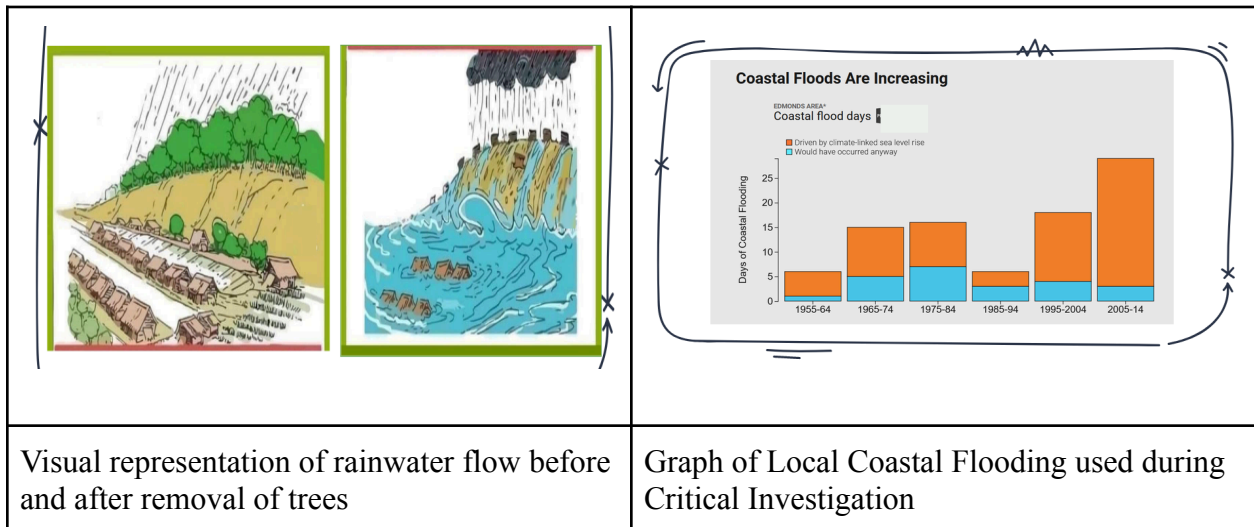 Coastal Floods Are Increasing
EDMONDS AREA*
Coastal flood days
Driven by climate-linked sea level rise
Would have occurred anyway
Days of Coastal Flooding
25
20
15
10
5
0
1955-64 1965-74 1975-84 1985-94 1995-2004 2005-14
Visual representation of rainwater flow before
and after removal of trees
Graph of Local Coastal Flooding used during
Critical Investigation